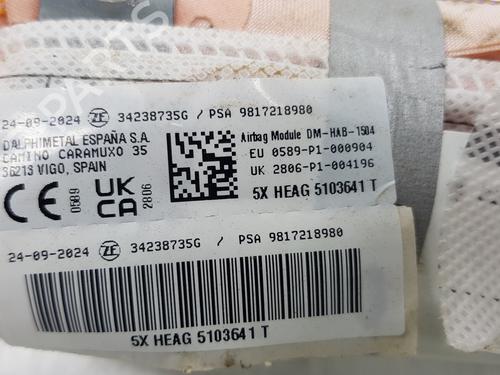 24-09-2024 ZF 34238735G / PSA 9817218980
DALPHIMETAL ESPAÑA S.A.
CAMINO CARAMUXO 35
36213 VIGO, SPAIN
Airbag Module DM-HAB-1504
EU 0589-P1-000904
UK 2806-P1-004196
CE 0589 UK CA 2806
5X HEAG 5103641 T
24-09-2024 ZF 34238735G / PSA 9817218980
5X HEAG 5103641 T